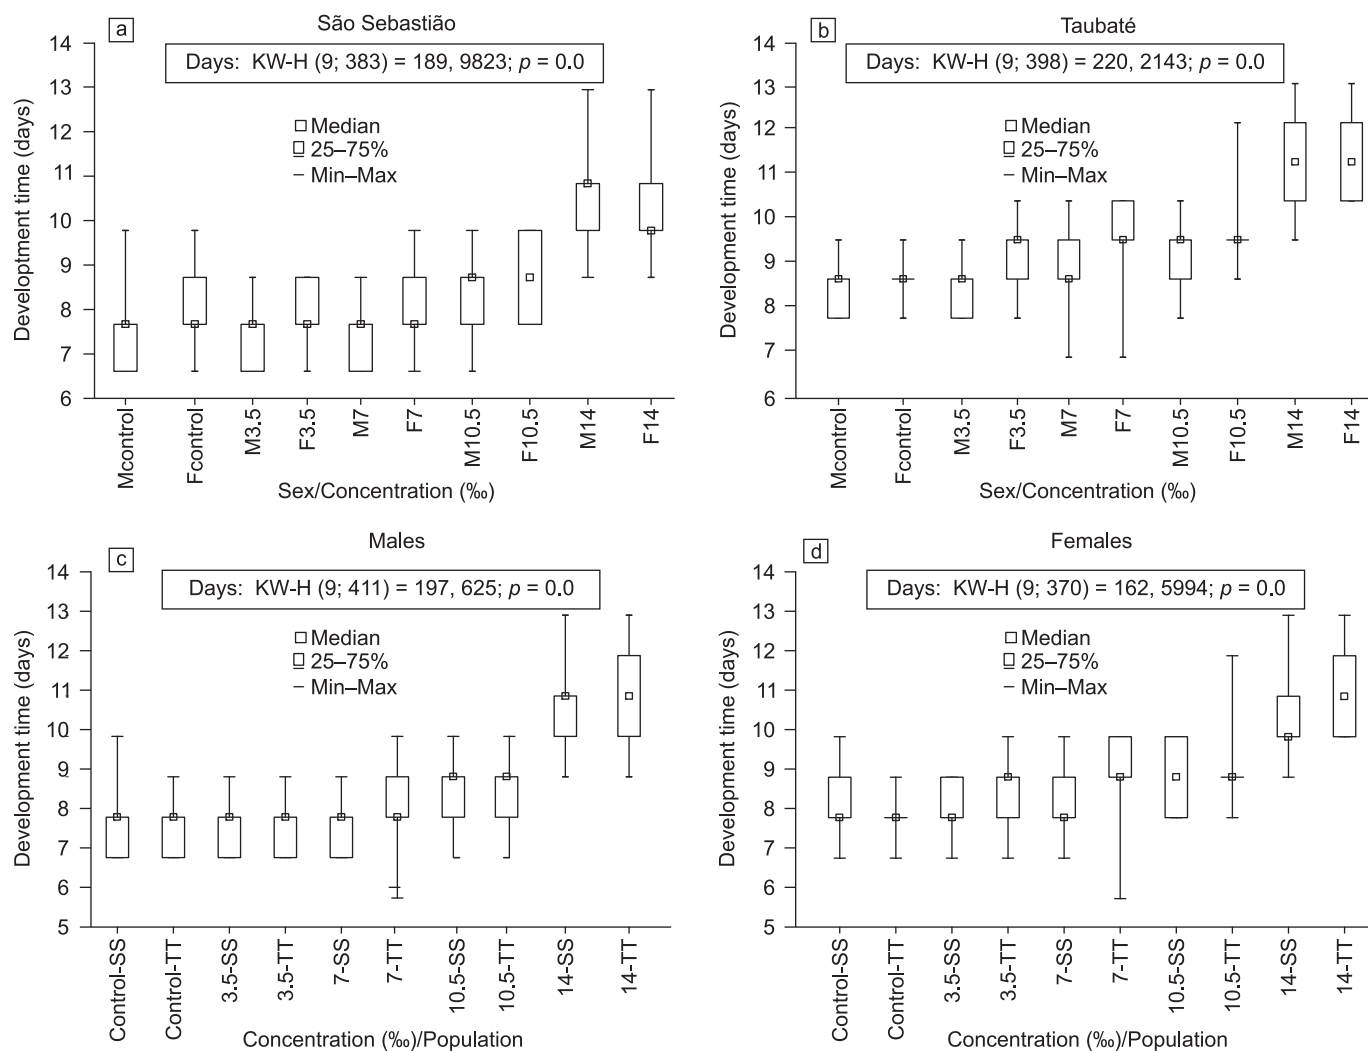 a
São Sebastião
Days: KW-H (9; 383) = 189, 9823; p = 0.0
Median
25–75%
Min–Max
Developtment time (days)
14
13
12
11
10
9
8
7
6
Mcontrol
Fcontrol
M3.5
F3.5
M7
F7
M10.5
F10.5
M14
F14
Sex/Concentration (‰)
b
Taubaté
Days: KW-H (9; 398) = 220, 2143; p = 0.0
Median
25–75%
Min–Max
Development time (days)
14
13
12
11
10
9
8
7
6
Mcontrol
Fcontrol
M3.5
F3.5
M7
F7
M10.5
F10.5
M14
F14
Sex/Concentration (‰)
c
Males
Days: KW-H (9; 411) = 197, 625; p = 0.0
Median
25–75%
Min–Max
Development time (days)
14
13
12
11
10
9
8
7
6
5
Control-SS
Control-TT
3.5-SS
3.5-TT
7-SS
7-TT
10.5-SS
10.5-TT
14-SS
14-TT
Concentration (‰)/Population
d
Females
Days: KW-H (9; 370) = 162, 5994; p = 0.0
Median
25–75%
Min–Max
Development time (days)
14
13
12
11
10
9
8
7
6
5
Control-SS
Control-TT
3.5-SS
3.5-TT
7-SS
7-TT
10.5-SS
10.5-TT
14-SS
14-TT
Concentration (‰)/Population